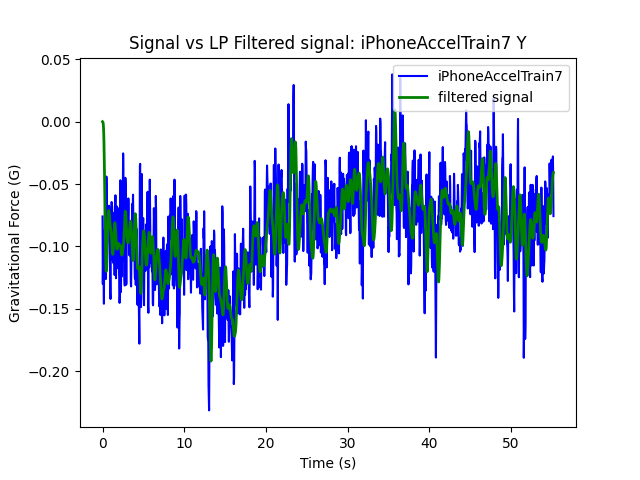 Signal vs LP Filtered signal: iPhoneAccelTrain7 Y
iPhoneAccelTrain7
filtered signal
Gravitational Force (G)
0.05
0.00
−0.05
−0.10
−0.15
−0.20
0 10 20 30 40 50
Time (s)